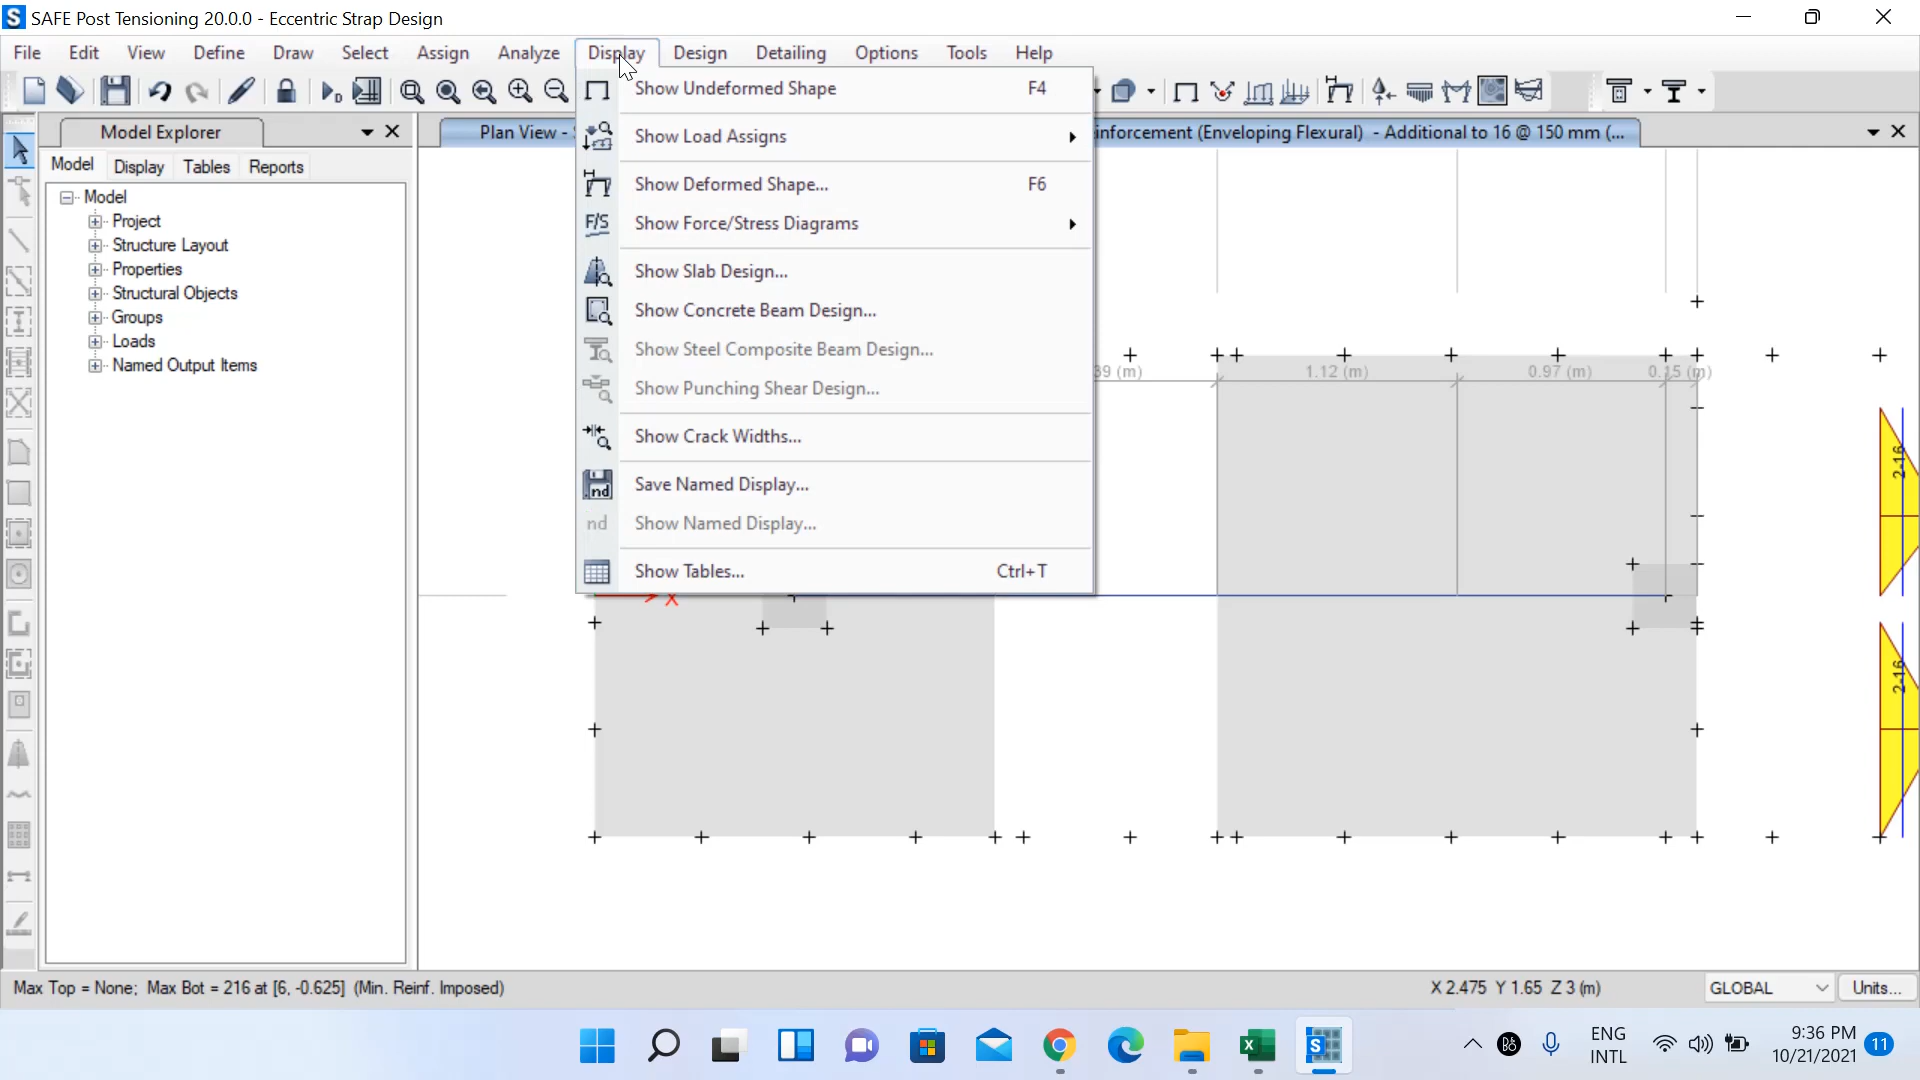 SAFE Post Tensioning 20.0.0 - Eccentric Strap Design
File Edit View Define Draw Select Assign Analyze Display Design Detailing Options Tools Help
Model Explorer
Plan View -
inforcement (Enveloping Flexural) - Additional to 16 @ 150 mm (...
Model Display Tables Reports
Model
Project
Structure Layout
Properties
Structural Objects
Groups
Loads
Named Output Items
Show Undeformed Shape F4
Show Load Assigns
Show Deformed Shape... F6
F/S Show Force/Stress Diagrams
Show Slab Design...
Show Concrete Beam Design...
Show Steel Composite Beam Design...
Show Punching Shear Design...
Show Crack Widths...
nd Save Named Display...
nd Show Named Display...
Show Tables... Ctrl+T
39 (m) 1.12 (m) 0.97 (m) 0.15 (m)
2-16
X
2-16
Max Top = None; Max Bot = 216 at [6, -0.625] (Min. Reinf. Imposed)
X 2.475 Y 1.65 Z 3 (m)
GLOBAL
Units...
ENG
INTL
9:36 PM
10/21/2021
11